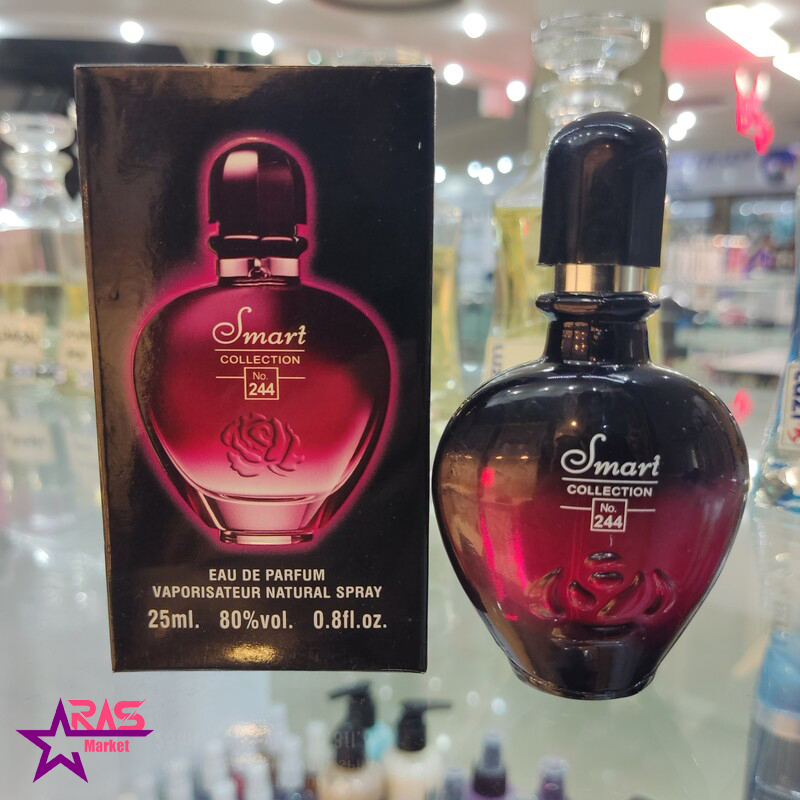 Smart
COLLECTION
No.
244
EAU DE PARFUM
VAPORISATEUR NATURAL SPRAY
25ml. 80%vol. 0.8fl.oz.
Smart
COLLECTION
No.
244
ARAS
Market